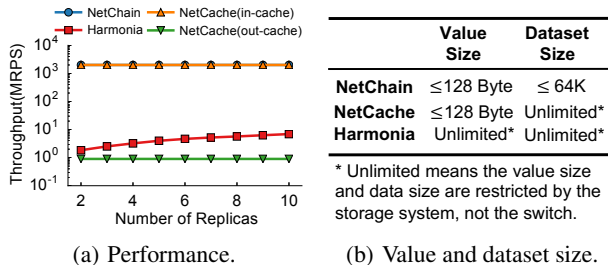 NetChain NetCache(in-cache)
Harmonia NetCache(out-cache)
Throughput(MRPS)
10^4
10^3
10^2
10^1
10^0
10^-1
2 4 6 8 10
Number of Replicas
(a) Performance.
Value Size Dataset Size
NetChain ≤128 Byte ≤ 64K
NetCache ≤128 Byte Unlimited*
Harmonia Unlimited* Unlimited*
* Unlimited means the value size
and data size are restricted by the
storage system, not the switch.
(b) Value and dataset size.